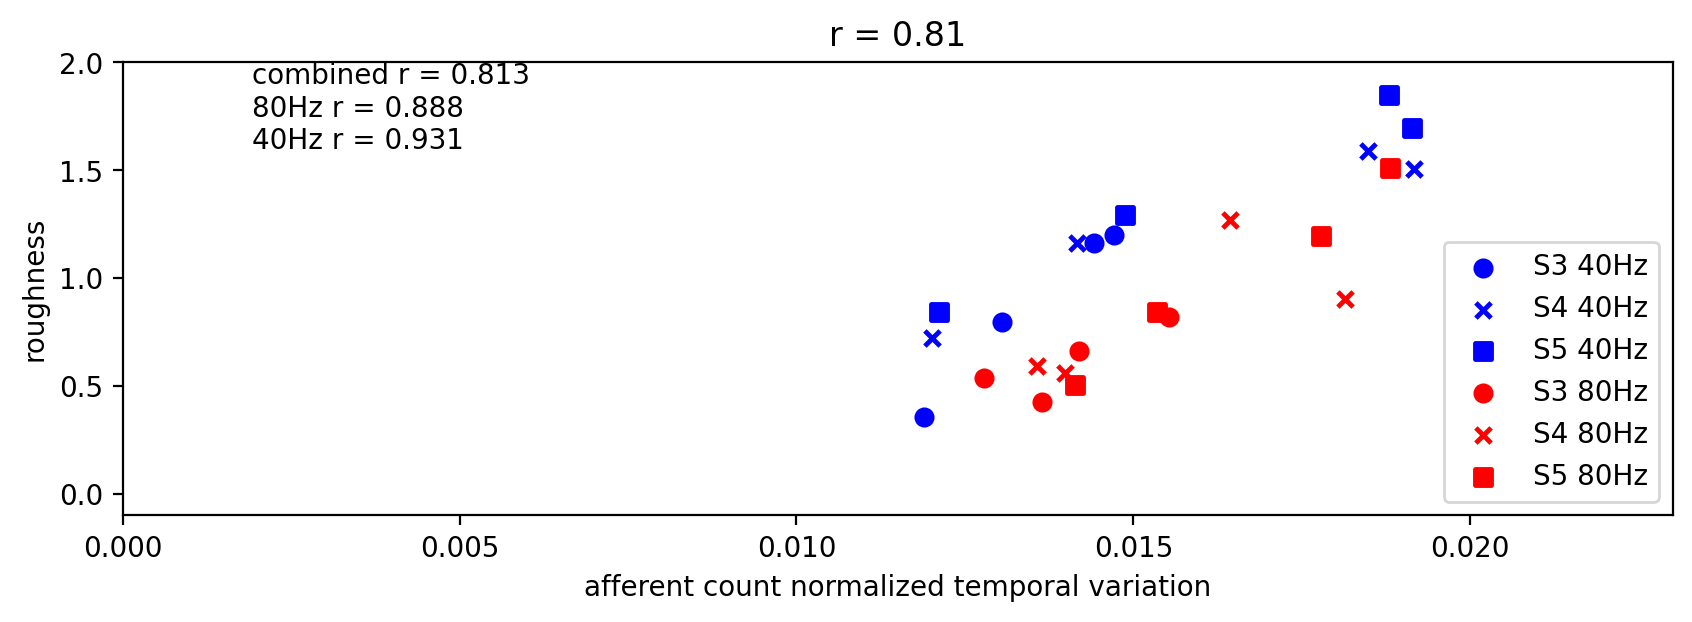 r = 0.81
combined r = 0.813
80Hz r = 0.888
40Hz r = 0.931
2.0
1.5
1.0
0.5
0.0
roughness
S3 40Hz
S4 40Hz
S5 40Hz
S3 80Hz
S4 80Hz
S5 80Hz
0.000 0.005 0.010 0.015 0.020
afferent count normalized temporal variation